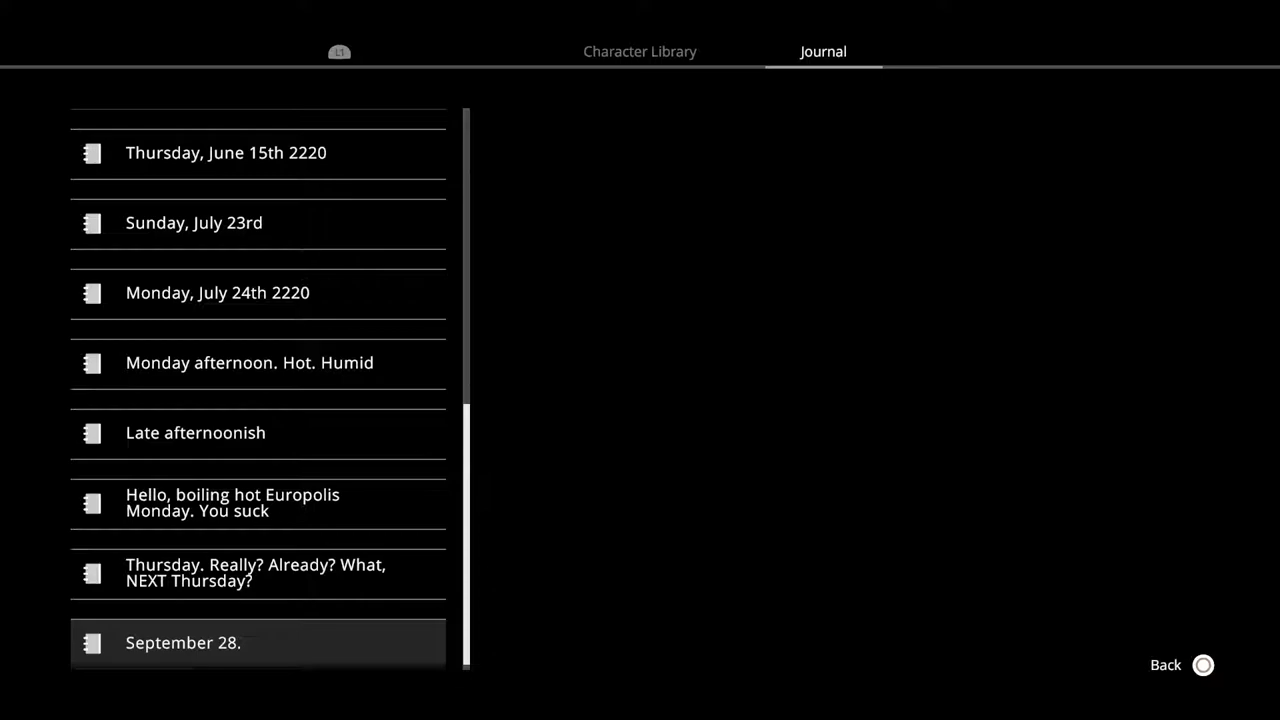 L1
Character Library
Journal
Thursday, June 15th 2220
Sunday, July 23rd
Monday, July 24th 2220
Monday afternoon. Hot. Humid
Late afternoonish
Hello, boiling hot Europolis
Monday. You suck
Thursday. Really? Already? What,
NEXT Thursday?
September 28.
Back